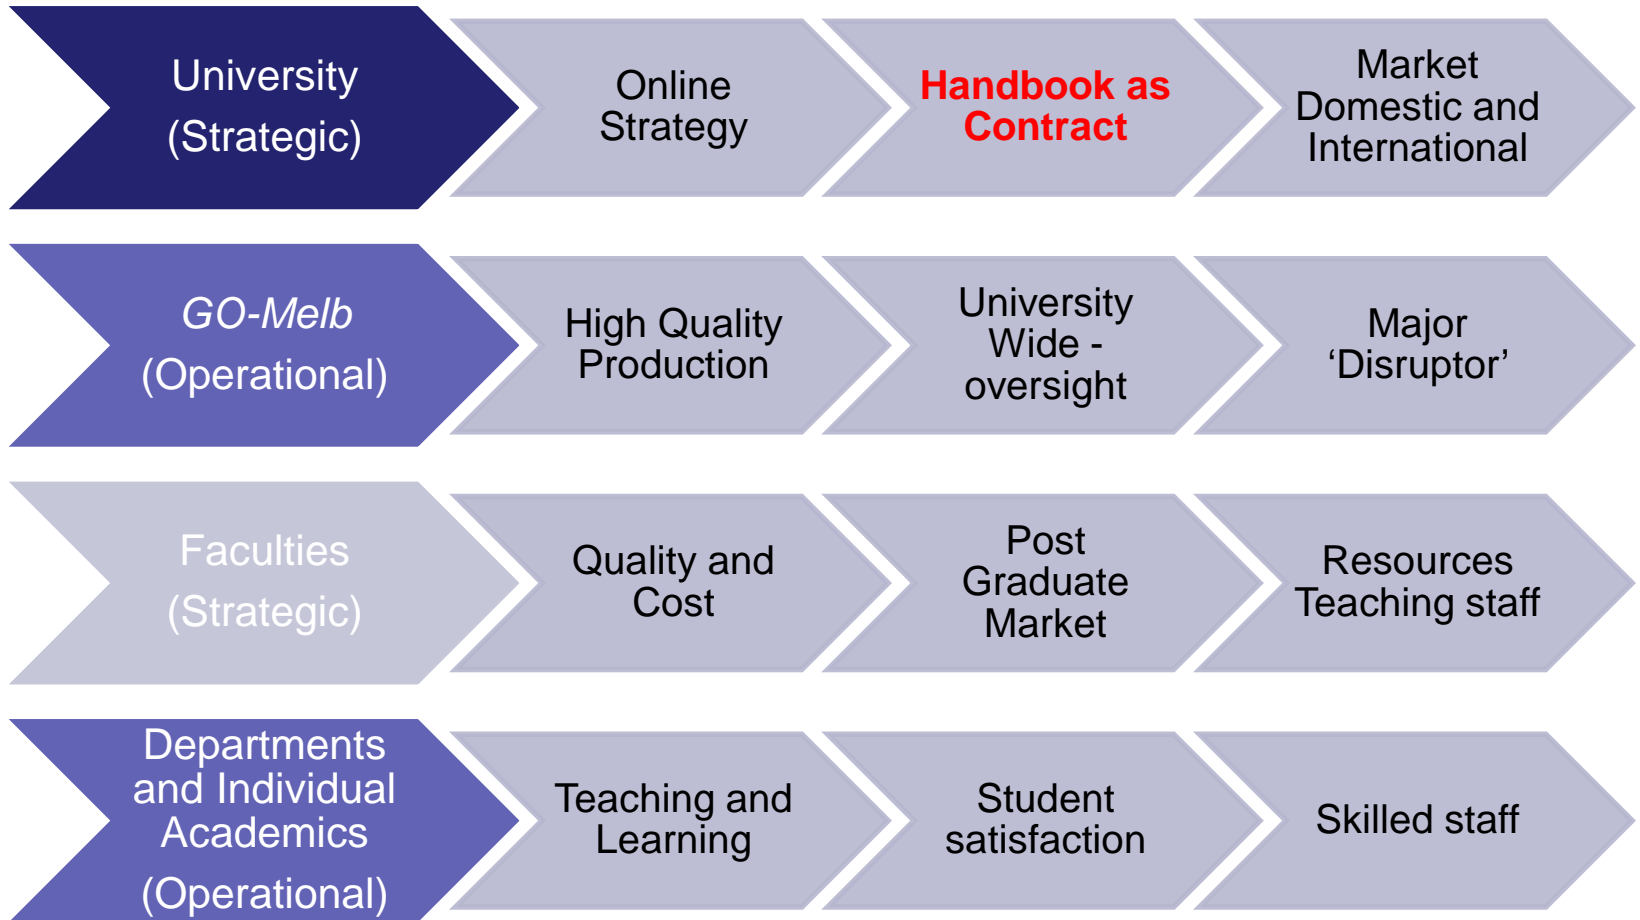 University
(Strategic)
Online
Strategy
Handbook as
Contract
Market
Domestic and
International
GO-Melb
(Operational)
High Quality
Production
University
Wide -
oversight
Major
‘Disruptor’
Faculties
(Strategic)
Quality and
Cost
Post
Graduate
Market
Resources
Teaching staff
Departments
and Individual
Academics
(Operational)
Teaching and
Learning
Student
satisfaction
Skilled staff